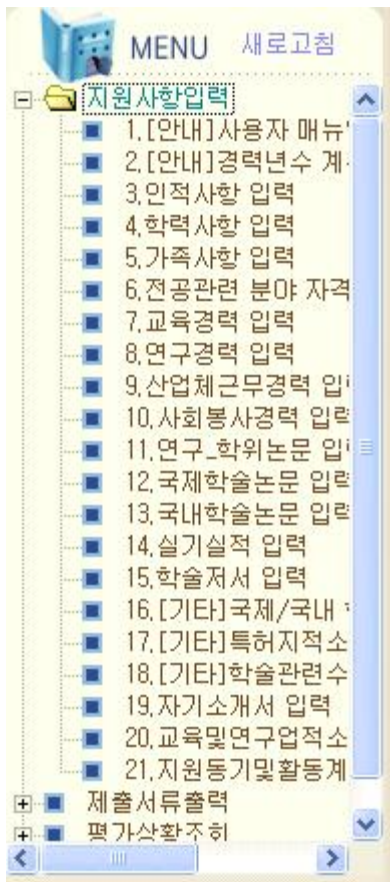 MENU 새로고침
지원사항입력
1.[안내]사용자 매뉴
2.[안내]경력년수 계
3.인적사항 입력
4.학력사항 입력
5.가족사항 입력
6.전공관련 분야 자격
7.교육경력 입력
8.연구경력 입력
9.산업체근무경력 입
10.사회봉사경력 입력
11.연구_학위논문 입
12.국제학술논문 입력
13.국내학술논문 입력
14.실기실적 입력
15.학술저서 입력
16.[기타]국제/국내
17.[기타]특허지적소
18.[기타]학술관련수
19.자기소개서 입력
20.교육및연구업적소
21.지원동기및활동계
제출서류출력
평가상황조회